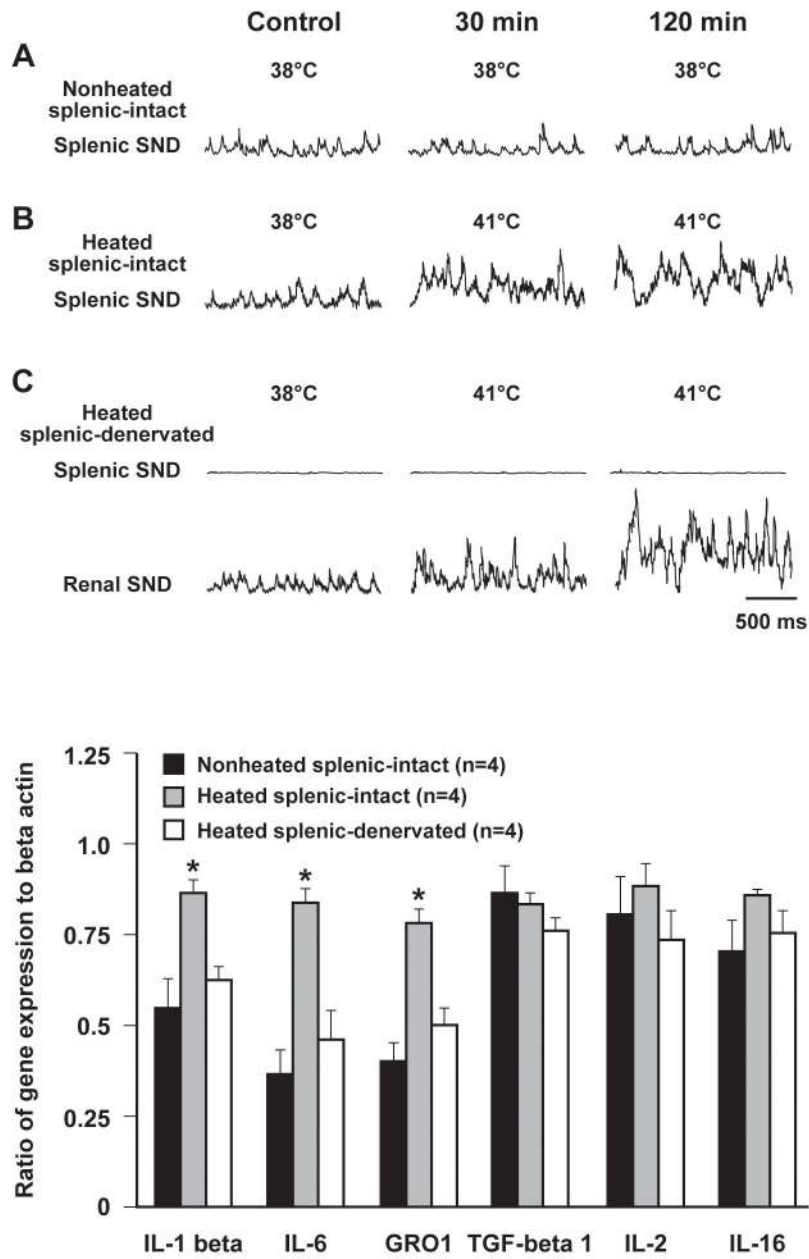 Control 30 min 120 min
A
38°C 38°C 38°C
Nonheated
splenic-intact
Splenic SND
B
38°C 41°C 41°C
Heated
splenic-intact
Splenic SND
C
38°C 41°C 41°C
Heated
splenic-denervated
Splenic SND
Renal SND
500 ms
Ratio of gene expression to beta actin
1.25
1.0
0.75
0.5
0.25
0
Nonheated splenic-intact (n=4)
Heated splenic-intact (n=4)
Heated splenic-denervated (n=4)
* * *
IL-1 beta IL-6 GRO1 TGF-beta 1 IL-2 IL-16